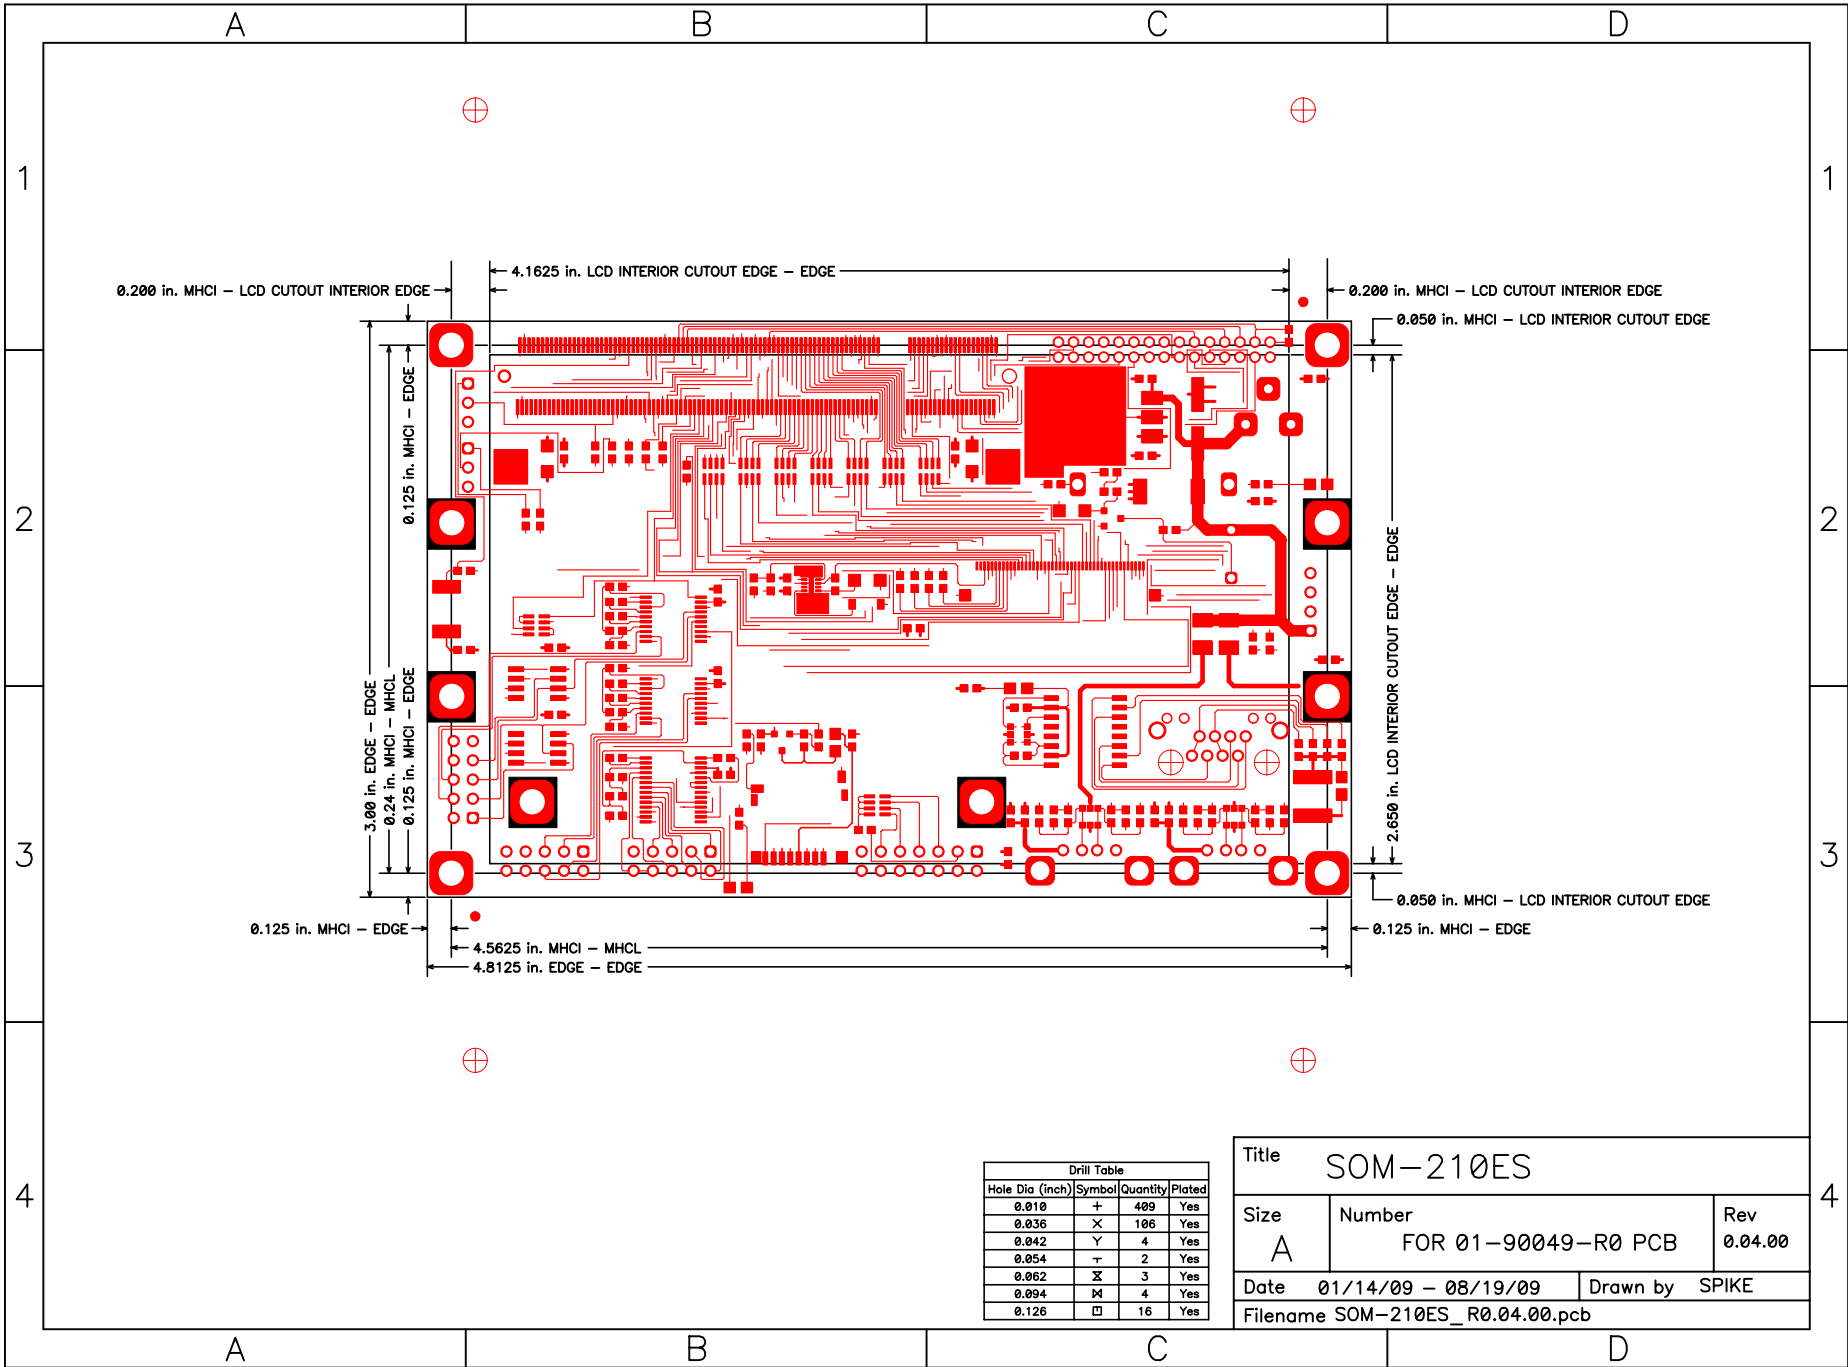 A B C D
1 1
4.1625 in. LCD INTERIOR CUTOUT EDGE – EDGE
0.200 in. MHCI – LCD CUTOUT INTERIOR EDGE
0.200 in. MHCI – LCD CUTOUT INTERIOR EDGE
0.050 in. MHCI – LCD INTERIOR CUTOUT EDGE
0.125 in. MHCI – EDGE
2 2
3.00 in. EDGE – EDGE
0.24 in. MHCI – MHCL
0.125 in. MHCI – EDGE
2.650 in. LCD INTERIOR CUTOUT EDGE – EDGE
3 3
0.050 in. MHCI – LCD INTERIOR CUTOUT EDGE
0.125 in. MHCI – EDGE
0.125 in. MHCI – EDGE
4.5625 in. MHCI – MHCL
4.8125 in. EDGE – EDGE
4 4
Drill Table
Hole Dia (inch) Symbol Quantity Plated
0.010 + 409 Yes
0.036 X 106 Yes
0.042 Y 4 Yes
0.054 2 Yes
0.062 3 Yes
0.094 4 Yes
0.126 16 Yes
Title SOM-210ES
Size A
Number FOR 01-90049-R0 PCB
Rev 0.04.00
Date 01/14/09 – 08/19/09
Drawn by SPIKE
Filename SOM-210ES_R0.04.00.pcb
A B C D